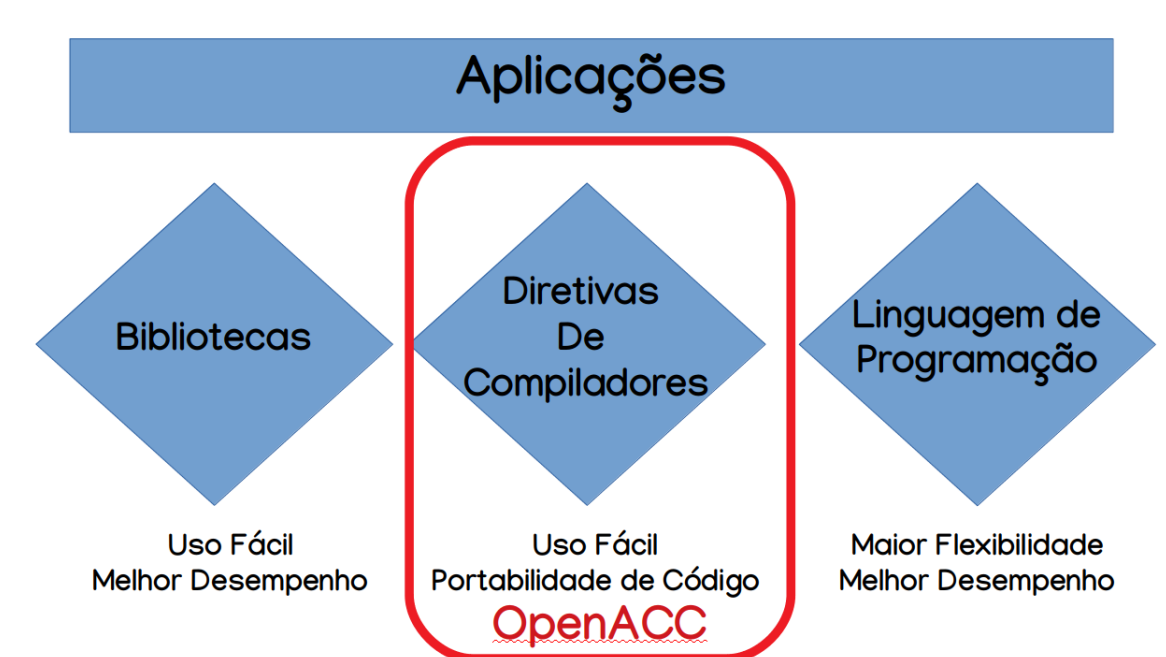 Aplicações
Bibliotecas
Diretivas
De
Compiladores
Linguagem de
Programação
Uso Fácil
Melhor Desempenho
Uso Fácil
Portabilidade de Código
OpenACC
Maior Flexibilidade
Melhor Desempenho